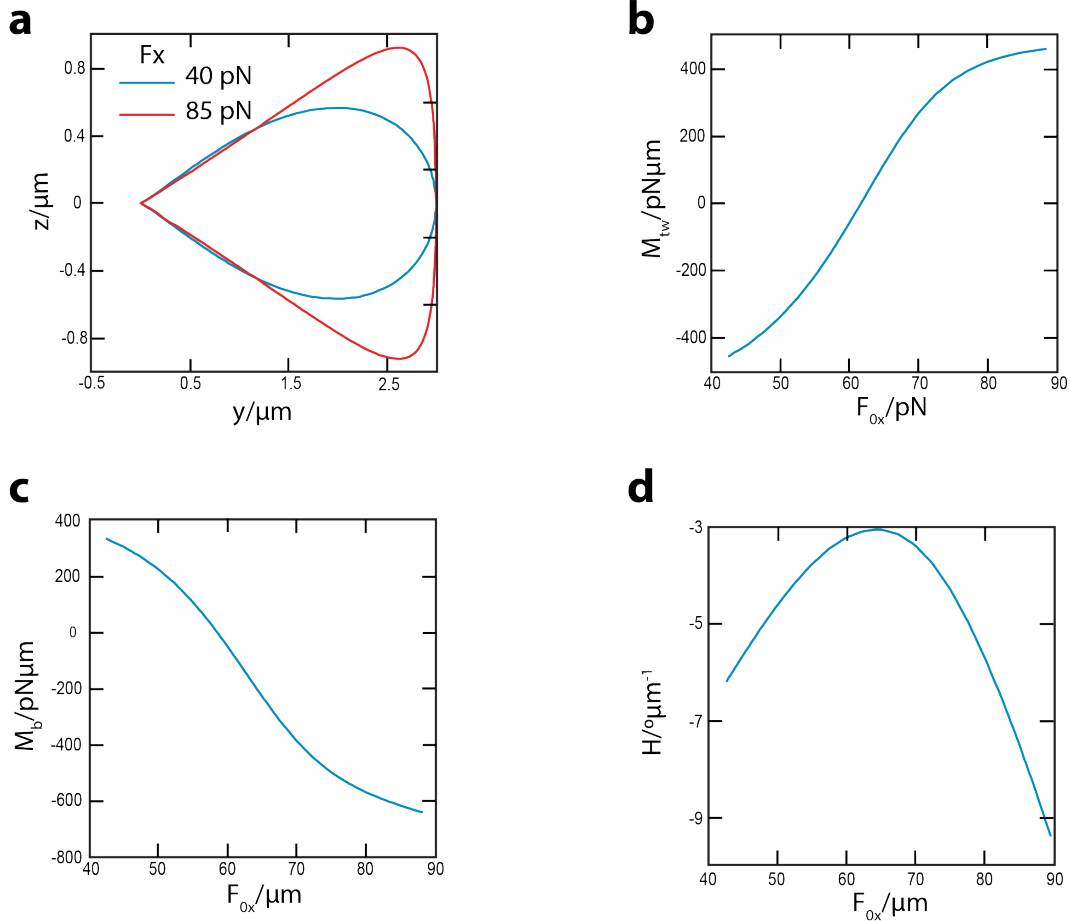 a
Fx
40 pN
85 pN
0.8
0.4
0
-0.4
-0.8
z/µm
-0.5
0.5
1.5
2.5
y/µm
b
400
200
0
-200
-400
M_tw/pNµm
40
50
60
70
80
90
F_0x/pN
c
400
200
0
-200
-400
-600
-800
M_b/pNµm
40
50
60
70
80
90
F_0x/µm
d
-3
-5
-7
-9
H/°µm⁻¹
40
50
60
70
80
90
F_0x/µm